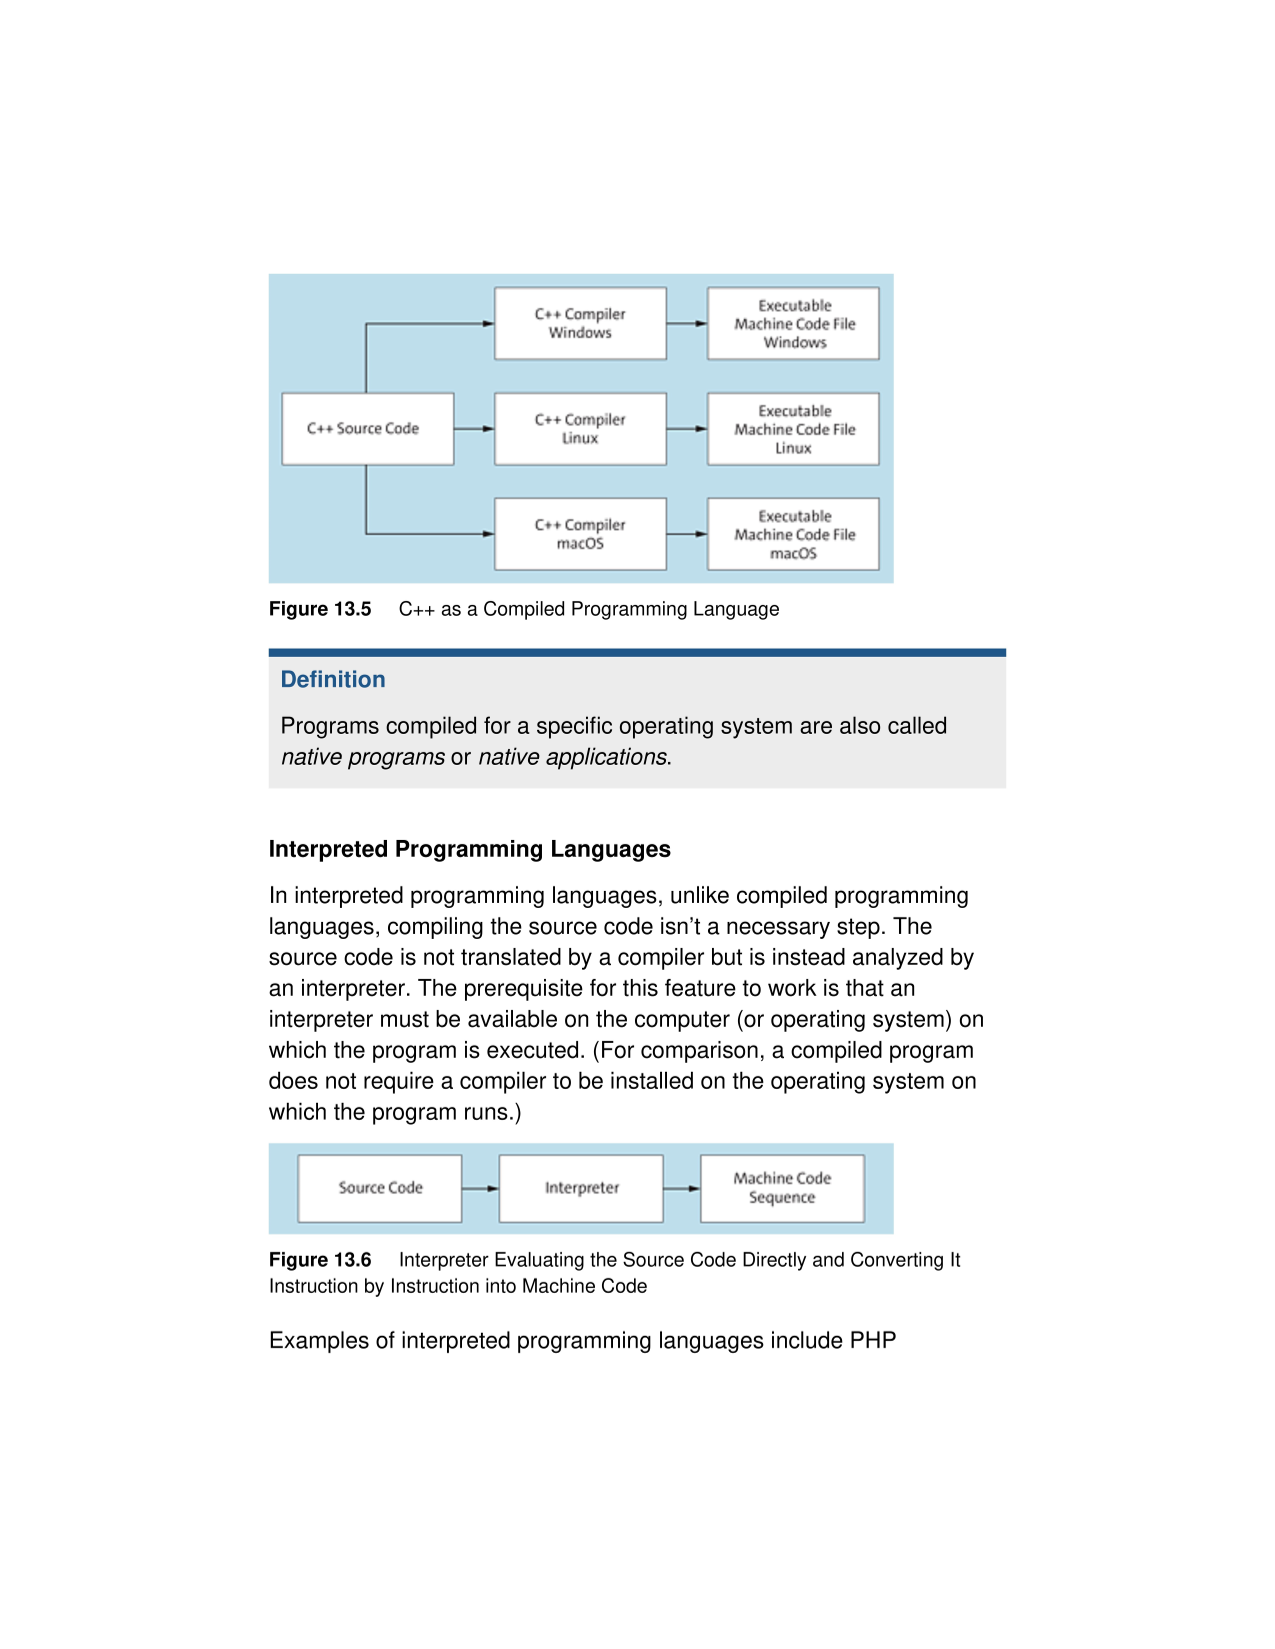 C++ Compiler
Windows
Executable
Machine Code File
Windows
C++ Source Code
C++ Compiler
Linux
Executable
Machine Code File
Linux
C++ Compiler
macOS
Executable
Machine Code File
macOS
Figure 13.5 C++ as a Compiled Programming Language
Definition
Programs compiled for a specific operating system are also called
native programs or native applications.
Interpreted Programming Languages
In interpreted programming languages, unlike compiled programming
languages, compiling the source code isn’t a necessary step. The
source code is not translated by a compiler but is instead analyzed by
an interpreter. The prerequisite for this feature to work is that an
interpreter must be available on the computer (or operating system) on
which the program is executed. (For comparison, a compiled program
does not require a compiler to be installed on the operating system on
which the program runs.)
Source Code
Interpreter
Machine Code
Sequence
Figure 13.6 Interpreter Evaluating the Source Code Directly and Converting It
Instruction by Instruction into Machine Code
Examples of interpreted programming languages include PHP